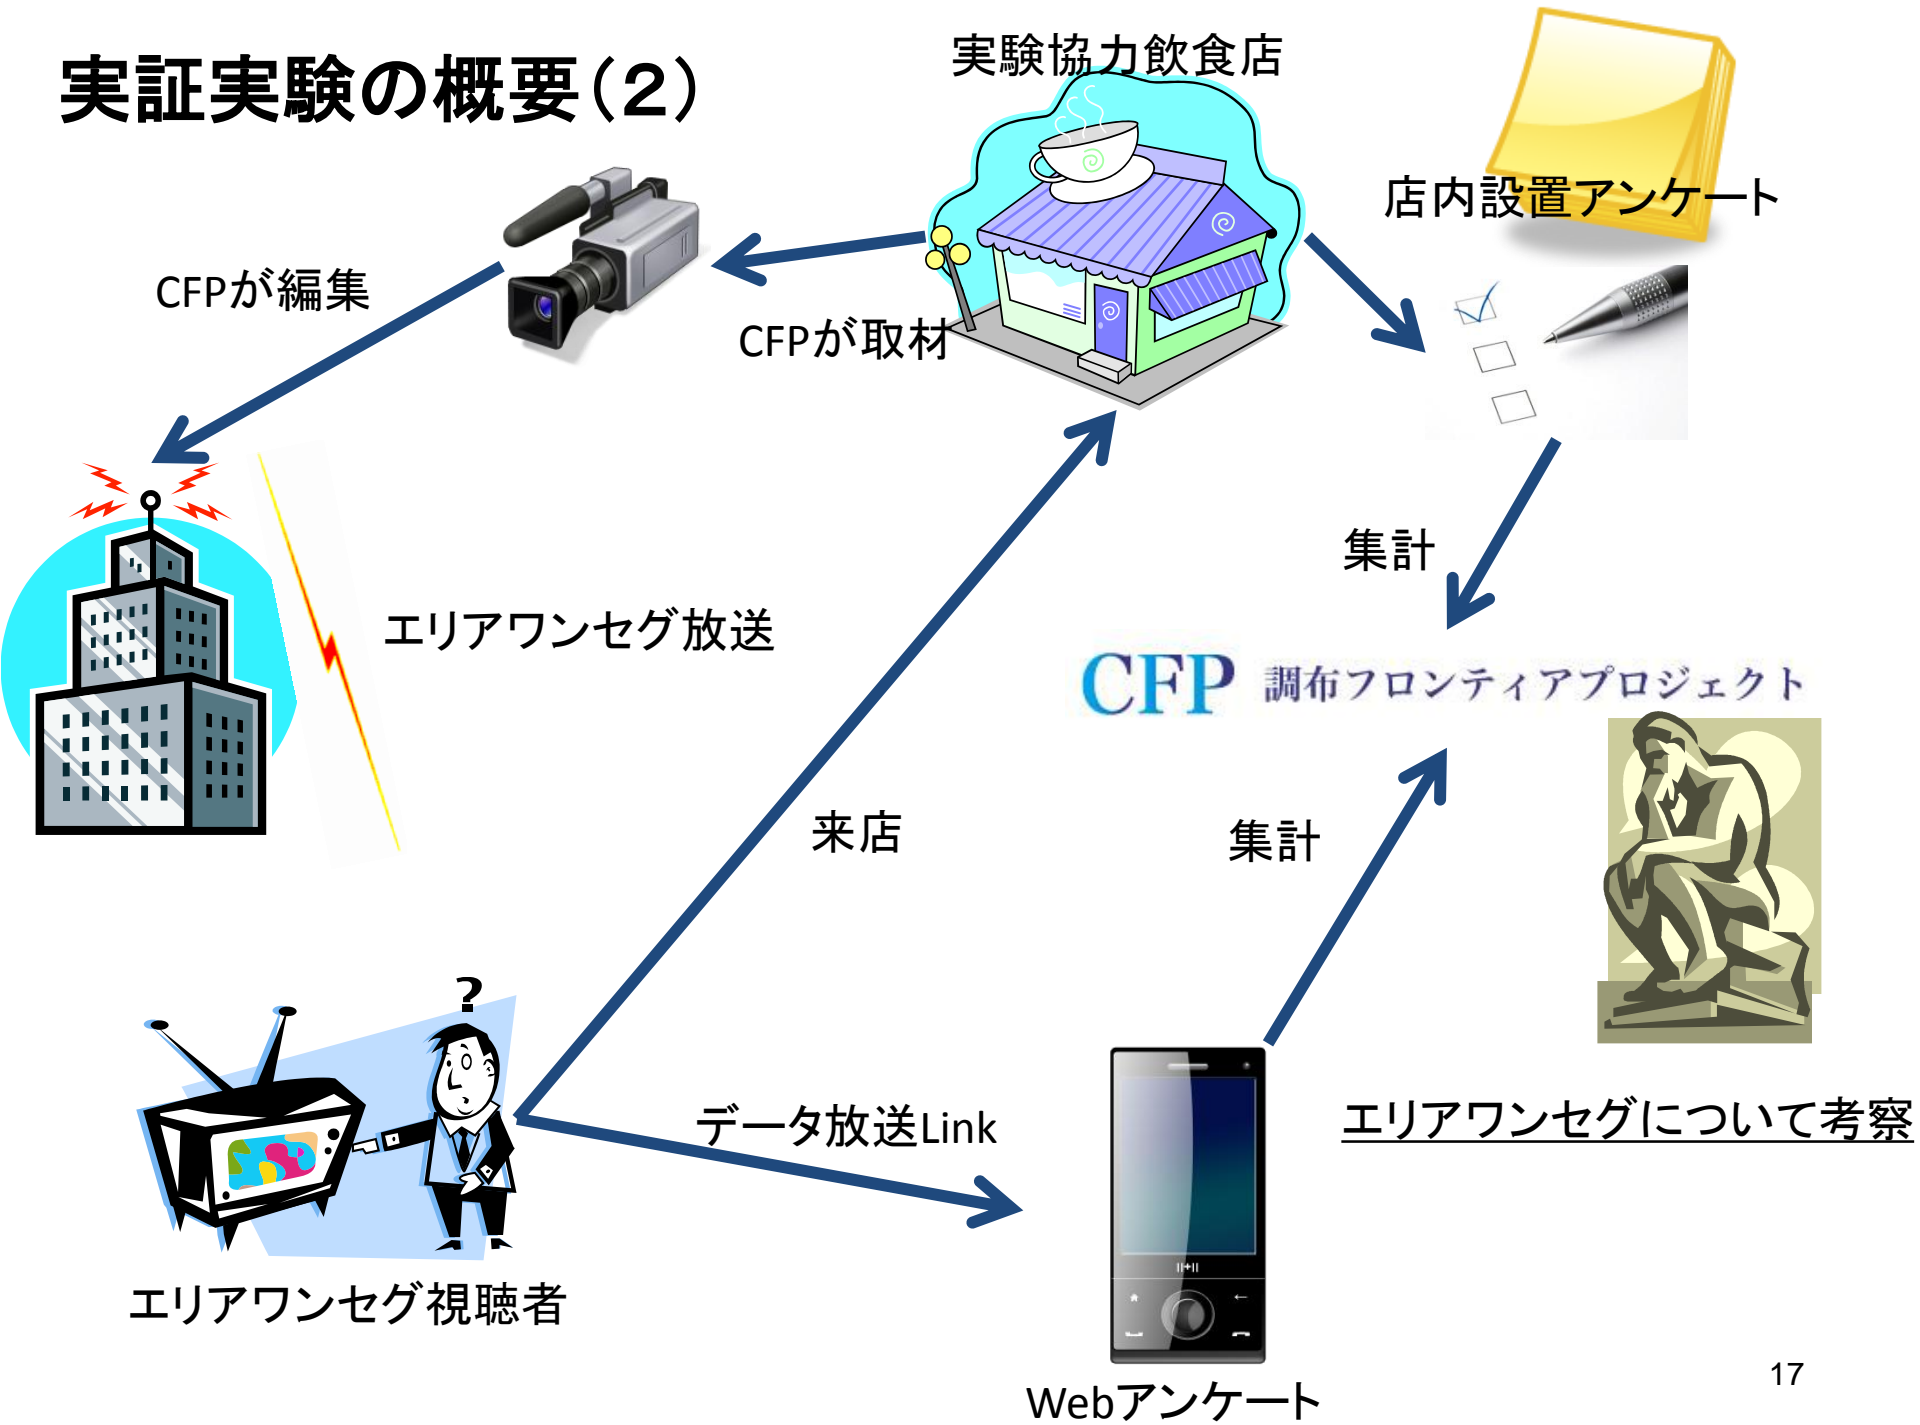 実証実験の概要(２)
実験協力飲食店
店内設置アンケート
CFPが編集
CFPが取材
集計
エリアワンセグ放送
CFP 調布フロンティアプロジェクト
来店
集計
?
データ放送Link
エリアワンセグについて考察
エリアワンセグ視聴者
Webアンケート
17